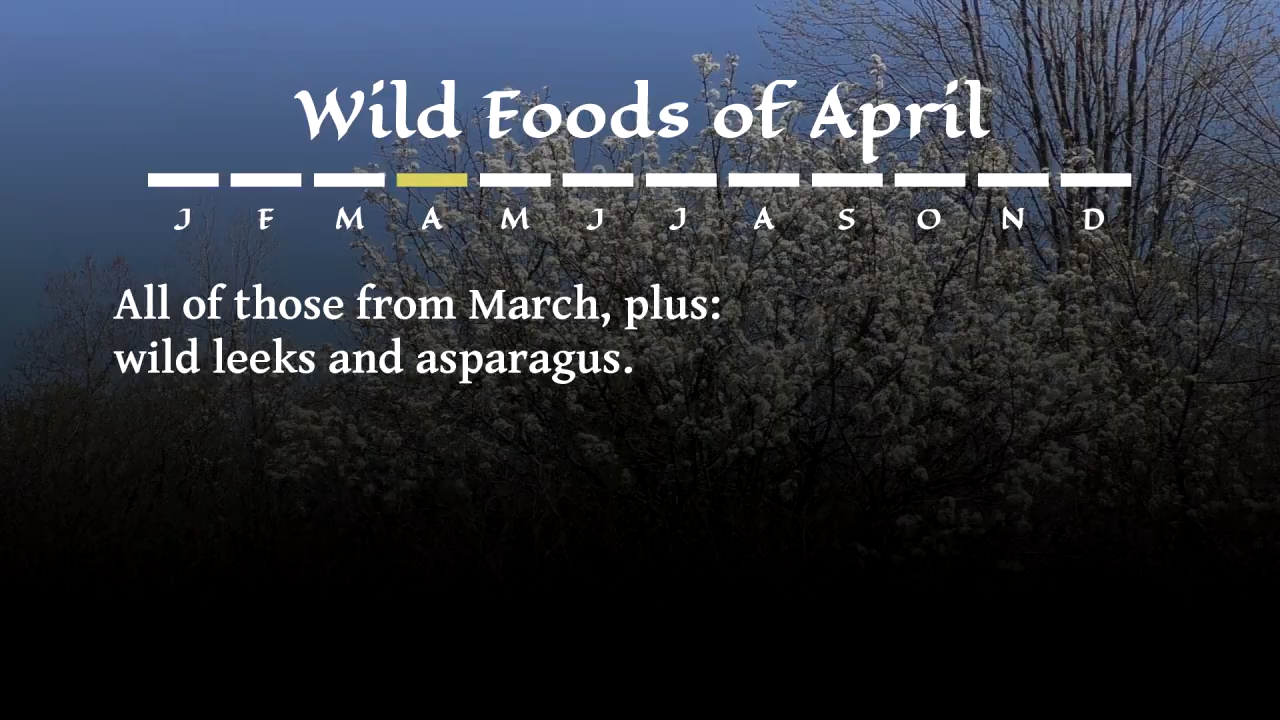 Wild Foods of April
J F M A M J J A S O N D
All of those from March, plus:
wild leeks and asparagus.